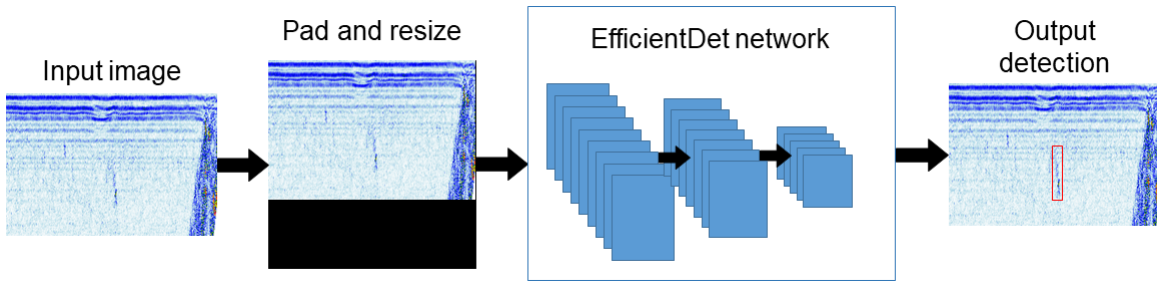 Input image
Pad and resize
EfficientDet network
Output
detection